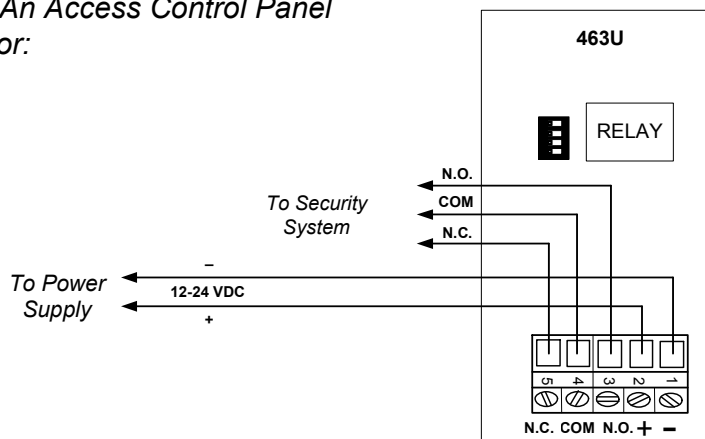 An Access Control Panel
or:
463U
RELAY
N.O.
To Security
System
COM
N.C.
To Power
Supply
–
12-24 VDC
+
5 4 3 2 1
N.C. COM N.O. + –